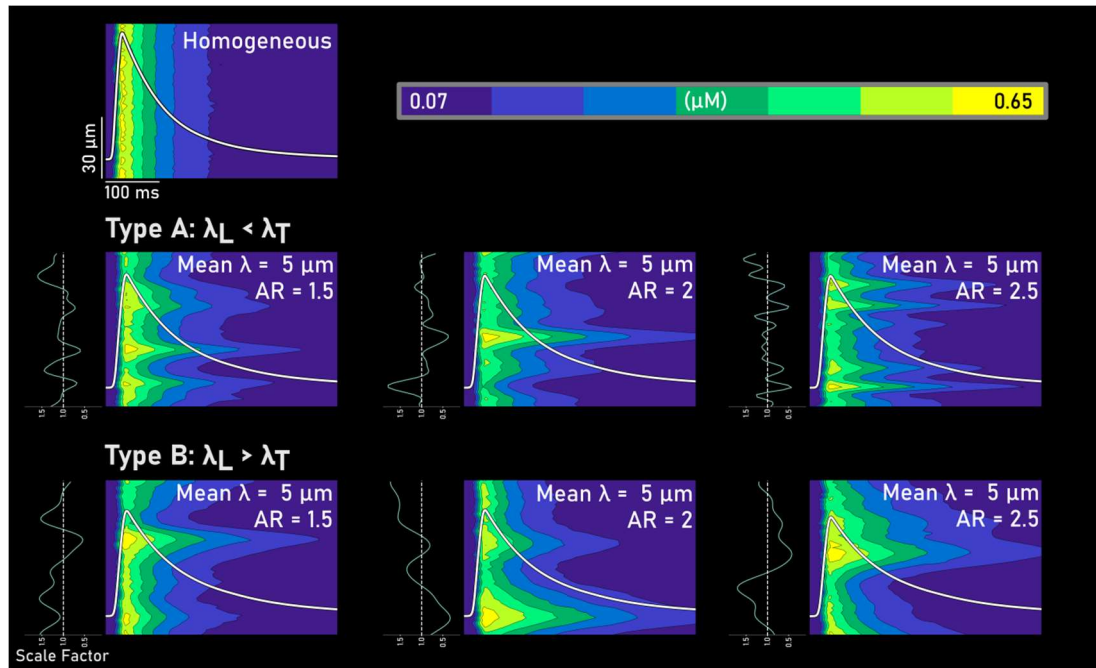 Homogeneous
0.07 (μM) 0.65
30 μm
100 ms
Type A: λL < λT
Mean λ = 5 μm
AR = 1.5
Mean λ = 5 μm
AR = 2
Mean λ = 5 μm
AR = 2.5
1.5 1.0 0.5
1.5 1.0 0.5
1.5 1.0 0.5
Type B: λL > λT
Mean λ = 5 μm
AR = 1.5
Mean λ = 5 μm
AR = 2
Mean λ = 5 μm
AR = 2.5
1.5 1.0 0.5
1.5 1.0 0.5
1.5 1.0 0.5
Scale Factor